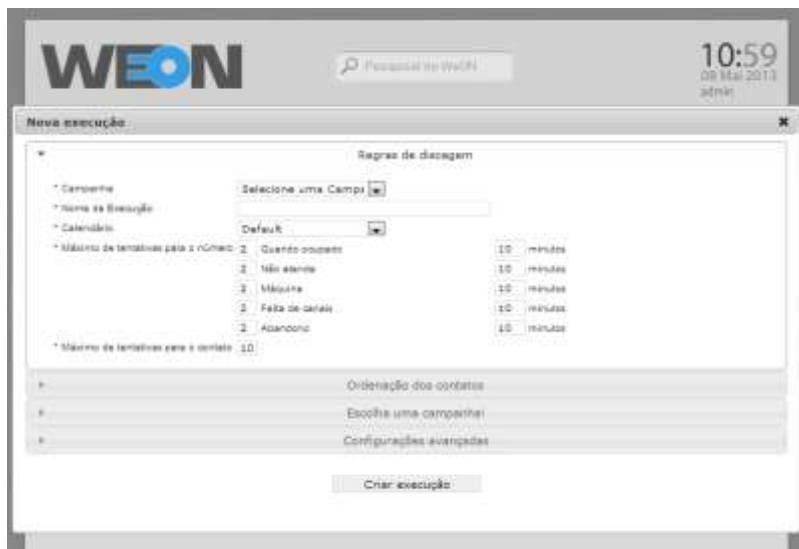 WEON
Pesquisar no WeON
10:59
08 Mai 2013
admin
Nova execução
Regras de discagem
* Campanha Selecione uma Campa
* Nome da Execução
* Calendário Default
* Máximo de tentativas para o número 2 Quando ocupado 10 minutos
2 Não atende 10 minutos
2 Máquina 10 minutos
2 Falta de canais 10 minutos
2 Abandono 10 minutos
* Máximo de tentativas para o contato 10
Ordenação dos contatos
Escolha uma campanha!
Configurações avançadas
Criar execução